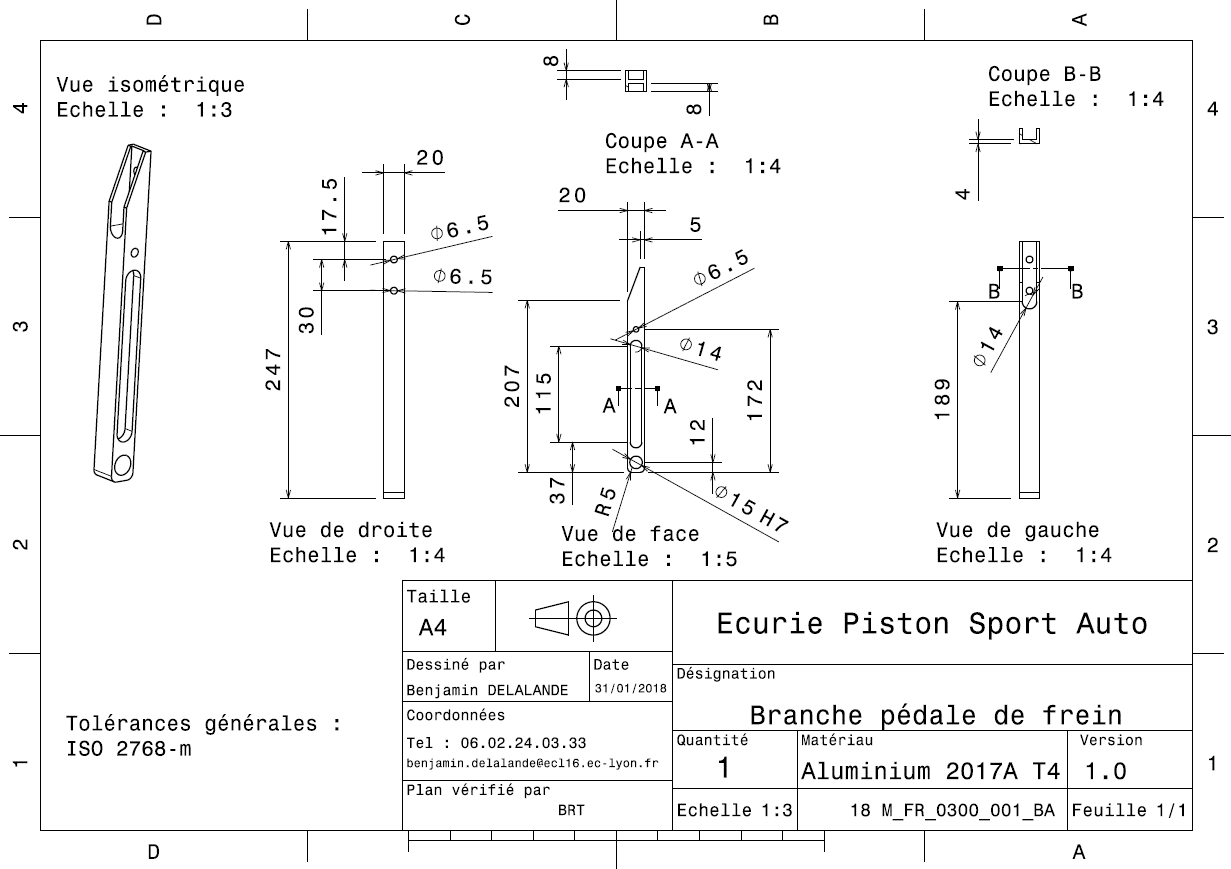 D C B A
4 4
3 3
2 2
1 1
Vue isométrique
Echelle : 1:3
8
8
Coupe A-A
Echelle : 1:4
Coupe B-B
Echelle : 1:4
4
20
17.5
Ø6.5
Ø6.5
30
247
Vue de droite
Echelle : 1:4
20
5
Ø6.5
Ø14
207
115
A A
172
12
37
R5
Ø15 H7
Vue de face
Echelle : 1:5
B B
Ø14
189
Vue de gauche
Echelle : 1:4
Tolérances générales :
ISO 2768-m
Taille
A4
Dessiné par
Benjamin DELALANDE
Date
31/01/2018
Coordonnées
Tel : 06.02.24.03.33
benjamin.delalande@ecl16.ec-lyon.fr
Plan vérifié par
BRT
Ecurie Piston Sport Auto
Désignation
Branche pédale de frein
Quantité
1
Matériau
Aluminium 2017A T4
Version
1.0
Echelle 1:3
18 M_FR_0300_001_BA
Feuille 1/1
D A